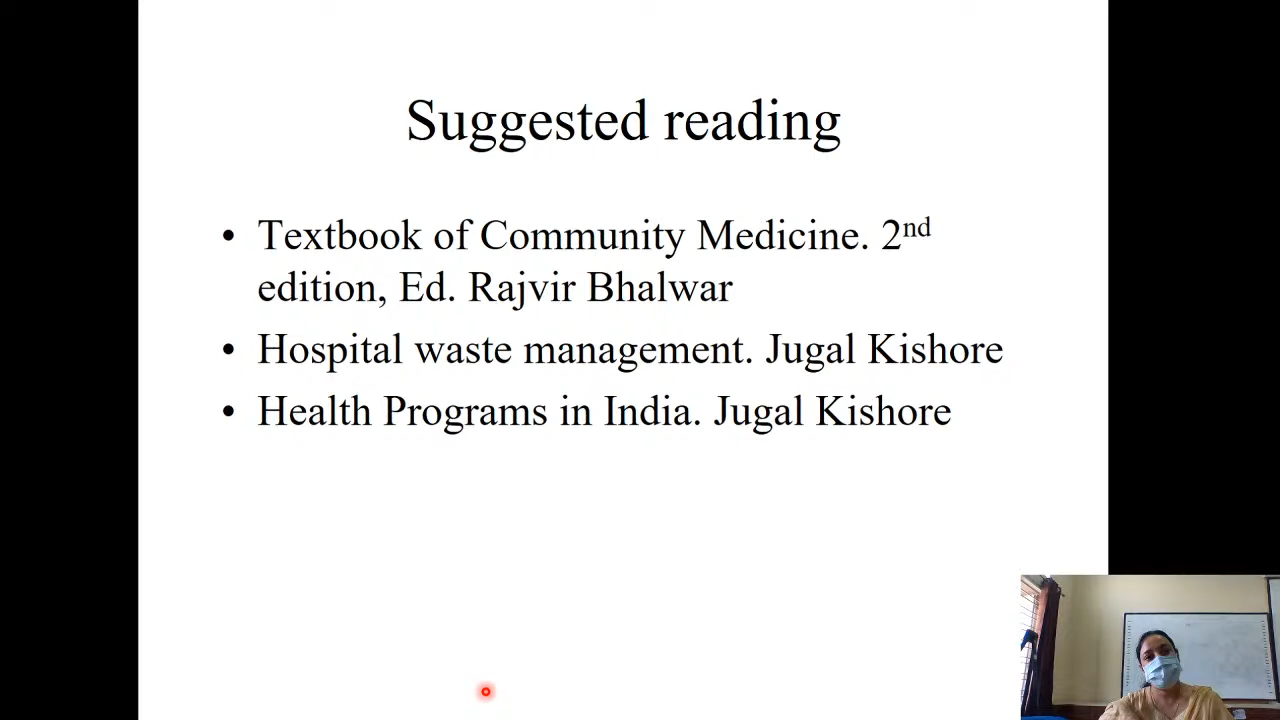 Suggested reading
• Textbook of Community Medicine. 2nd
edition, Ed. Rajvir Bhalwar
• Hospital waste management. Jugal Kishore
• Health Programs in India. Jugal Kishore